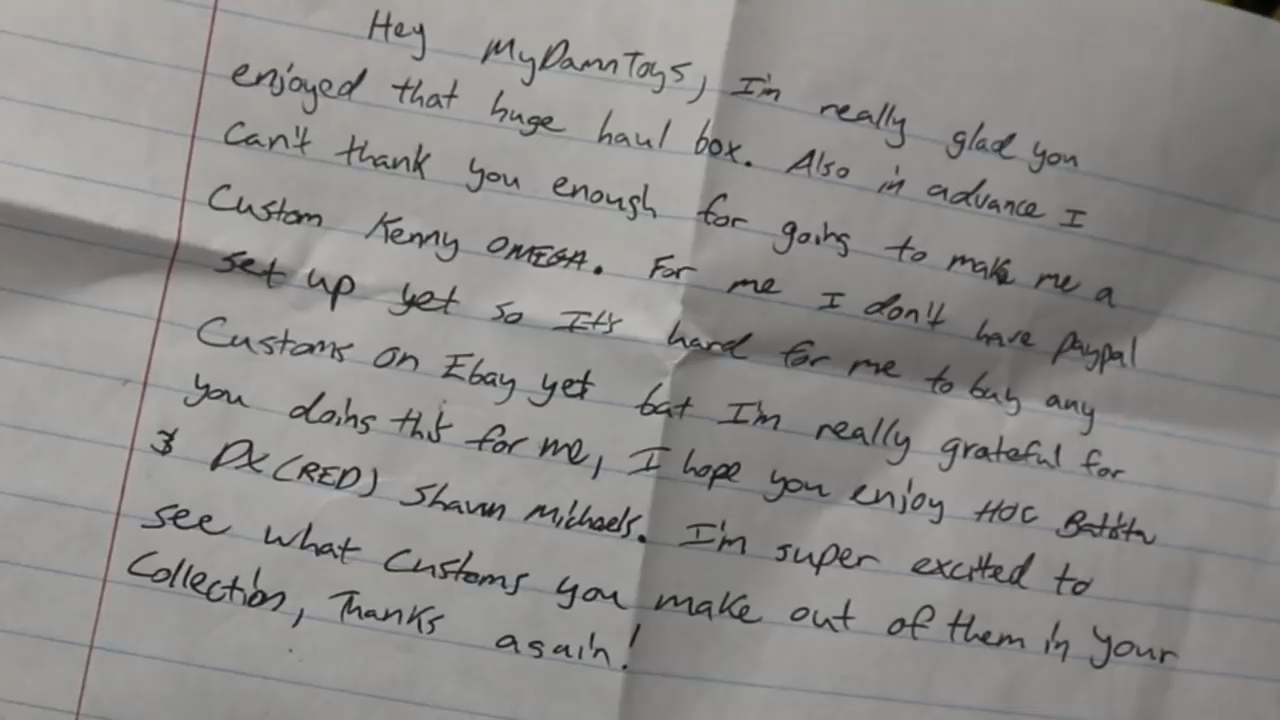 Hey MyDamnToys, I'm really glad you
enjoyed that huge haul box. Also in advance I
Can't thank you enough for going to make me a
Custom Kenny OMEGA. For me I don't have paypal
set up yet so It's hard for me to buy any
Customs on Ebay yet but I'm really grateful for
you doing this for me, I hope you enjoy HOC Batista
& DX (RED) Shawn Michaels. I'm super excited to
see what Customs you make out of them in your
Collection, Thanks again!